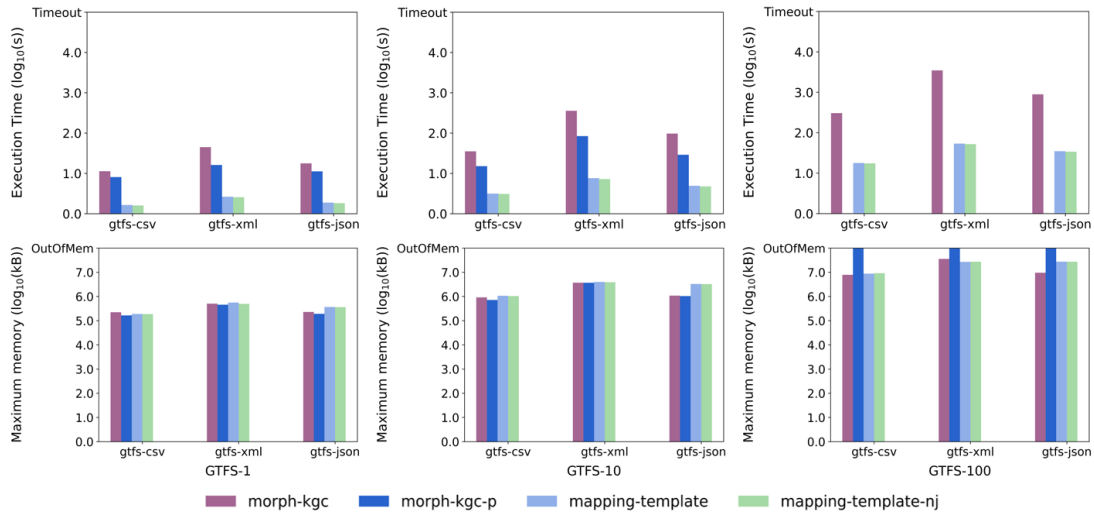 Execution Time (log10(s))
Timeout
4.0
3.0
2.0
1.0
0.0
gtfs-csv gtfs-xml gtfs-json
Execution Time (log10(s))
Timeout
4.0
3.0
2.0
1.0
0.0
gtfs-csv gtfs-xml gtfs-json
Execution Time (log10(s))
Timeout
4.0
3.0
2.0
1.0
0.0
gtfs-csv gtfs-xml gtfs-json
Maximum memory (log10(kB))
OutOfMem
7.0
6.0
5.0
4.0
3.0
2.0
1.0
0.0
gtfs-csv gtfs-xml gtfs-json
GTFS-1
Maximum memory (log10(kB))
OutOfMem
7.0
6.0
5.0
4.0
3.0
2.0
1.0
0.0
gtfs-csv gtfs-xml gtfs-json
GTFS-10
Maximum memory (log10(kB))
OutOfMem
7.0
6.0
5.0
4.0
3.0
2.0
1.0
0.0
gtfs-csv gtfs-xml gtfs-json
GTFS-100
morph-kgc morph-kgc-p mapping-template mapping-template-nj